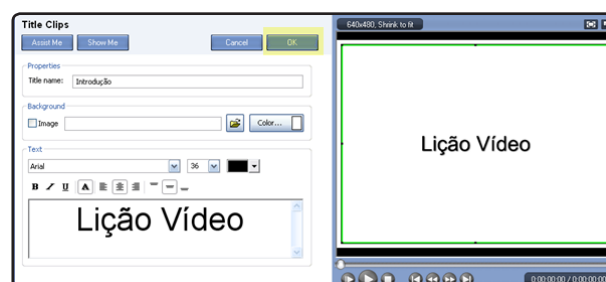 Title Clips
640x480, Shrink to fit
Assist Me Show Me Cancel OK
Properties
Title name: Introdução
Background
Image Color...
Text
Arial 36
B I U A
Lição Vídeo
Lição Vídeo
0:00:00:00 / 0:00:00:00